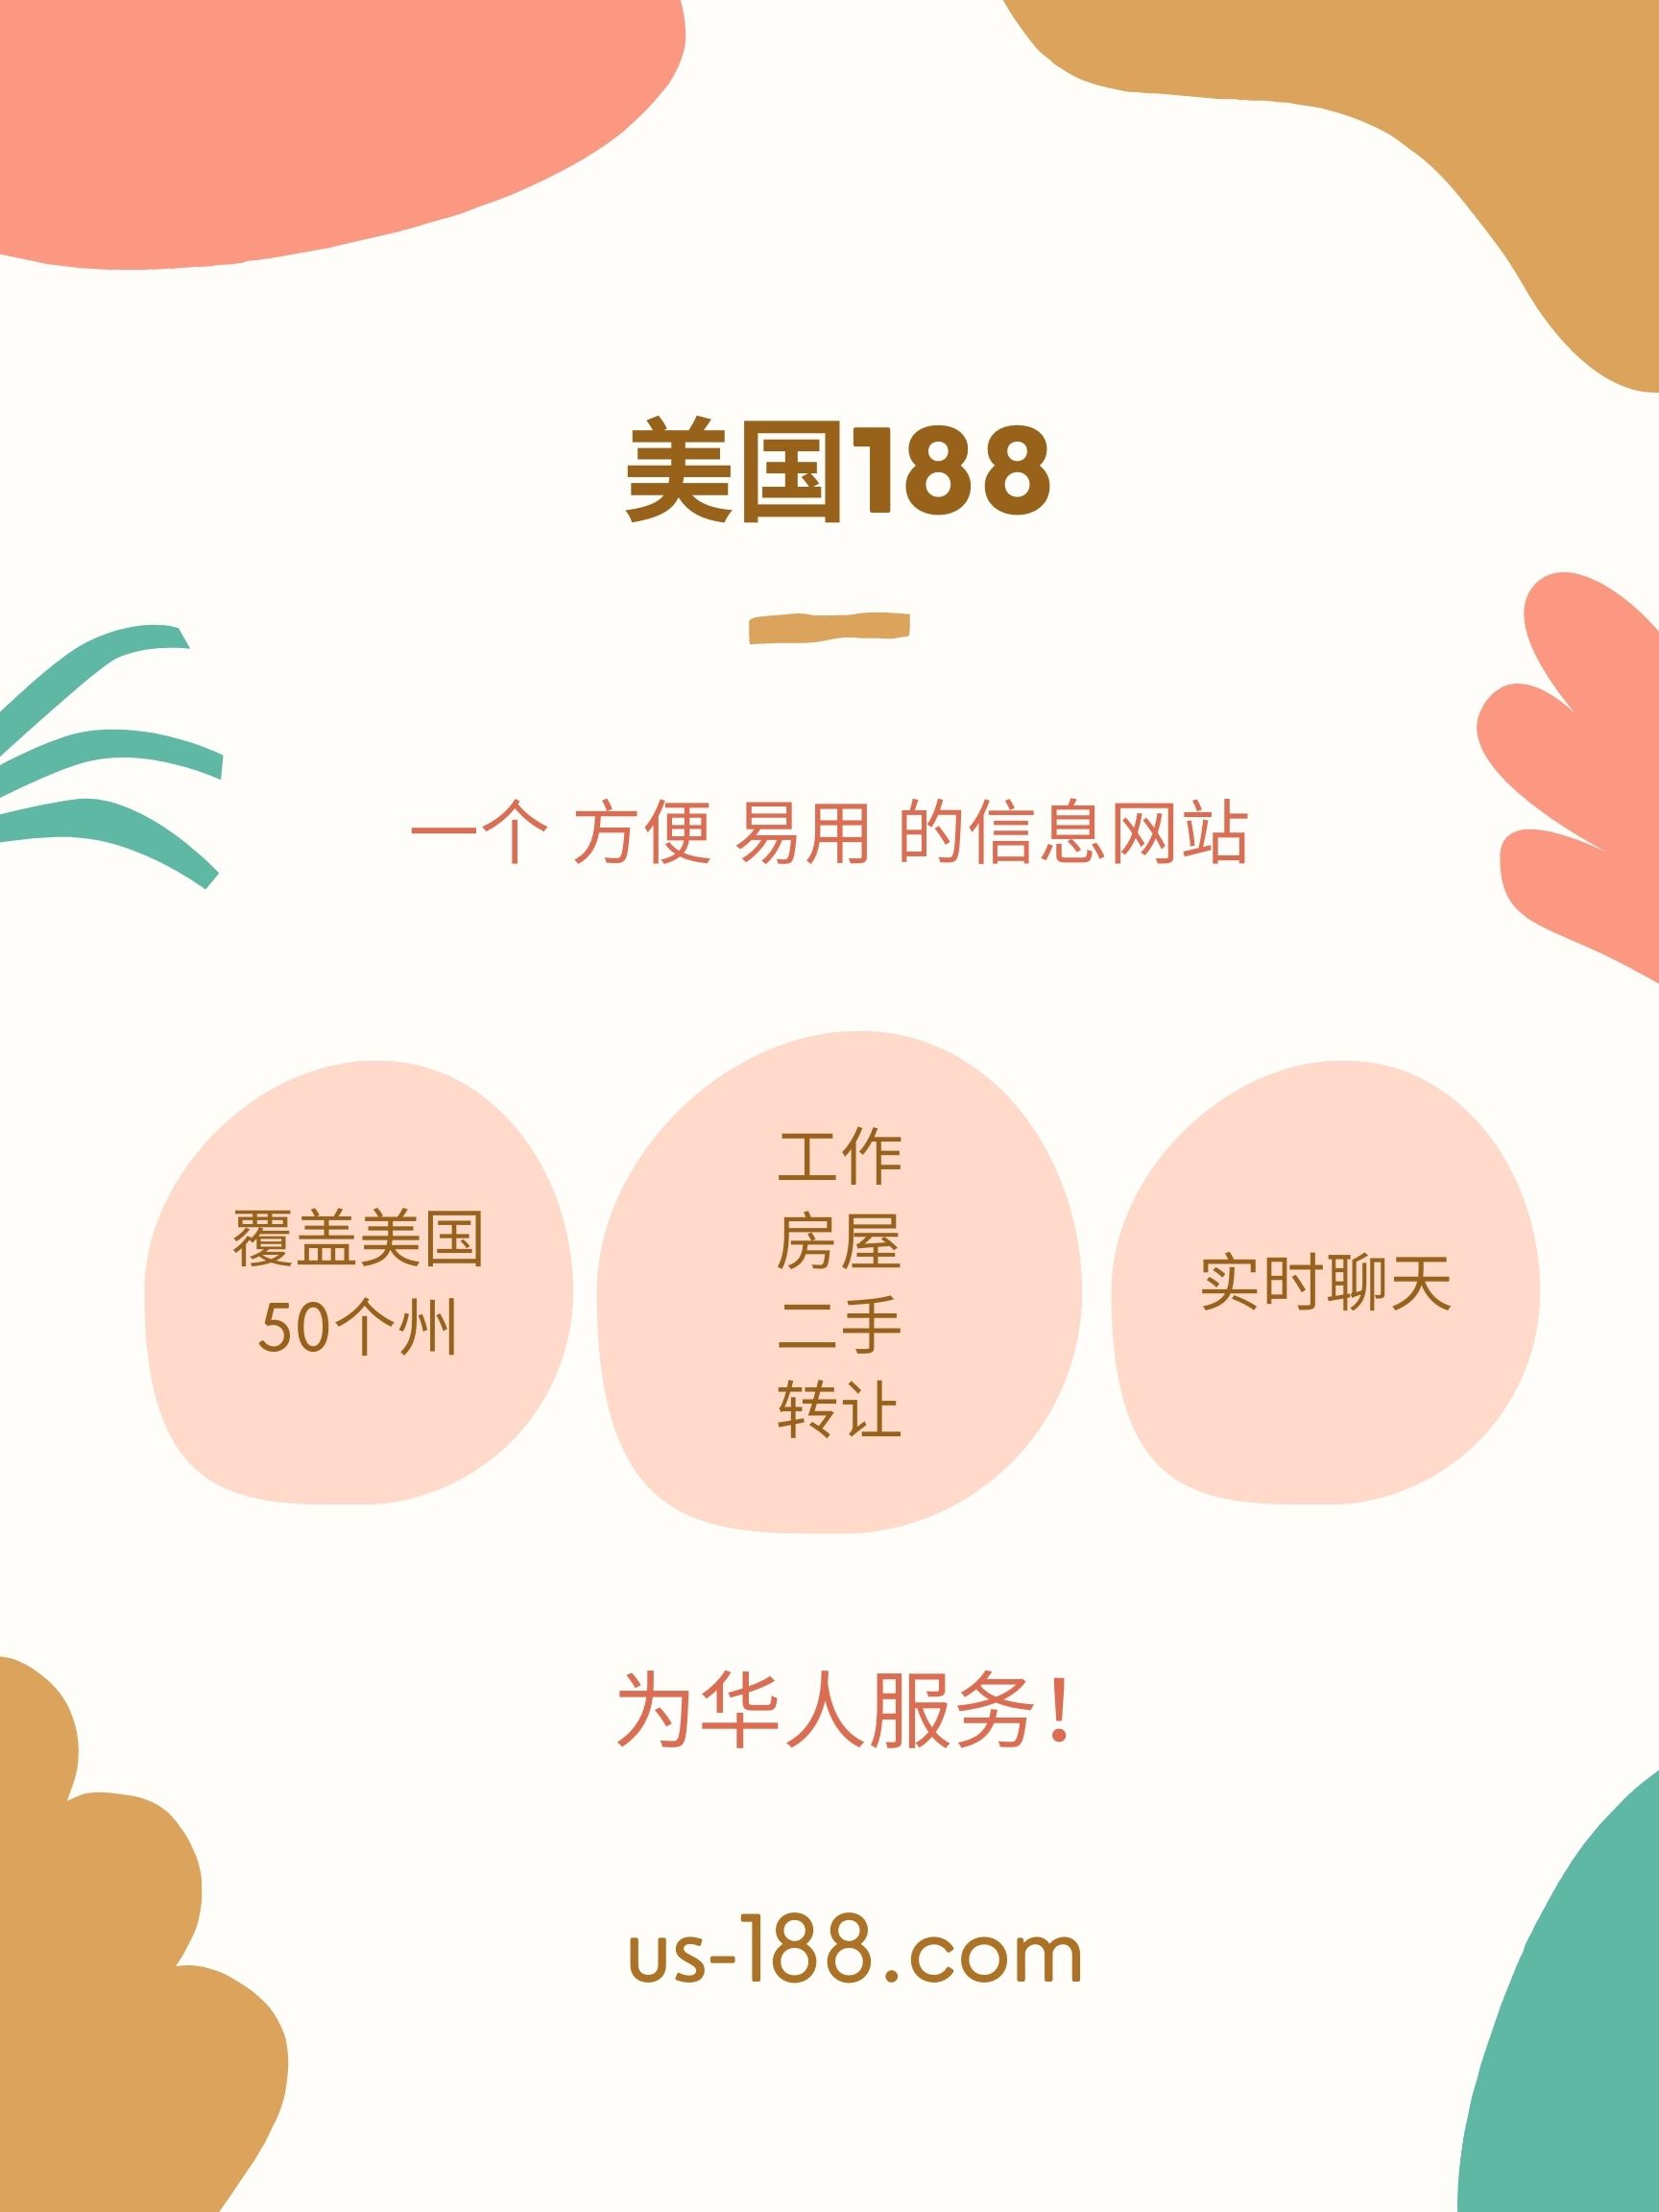 美国188
一个 方便 易用 的信息网站
覆盖美国
50个州
工作
房屋
二手
转让
实时聊天
为华人服务!
us-188.com